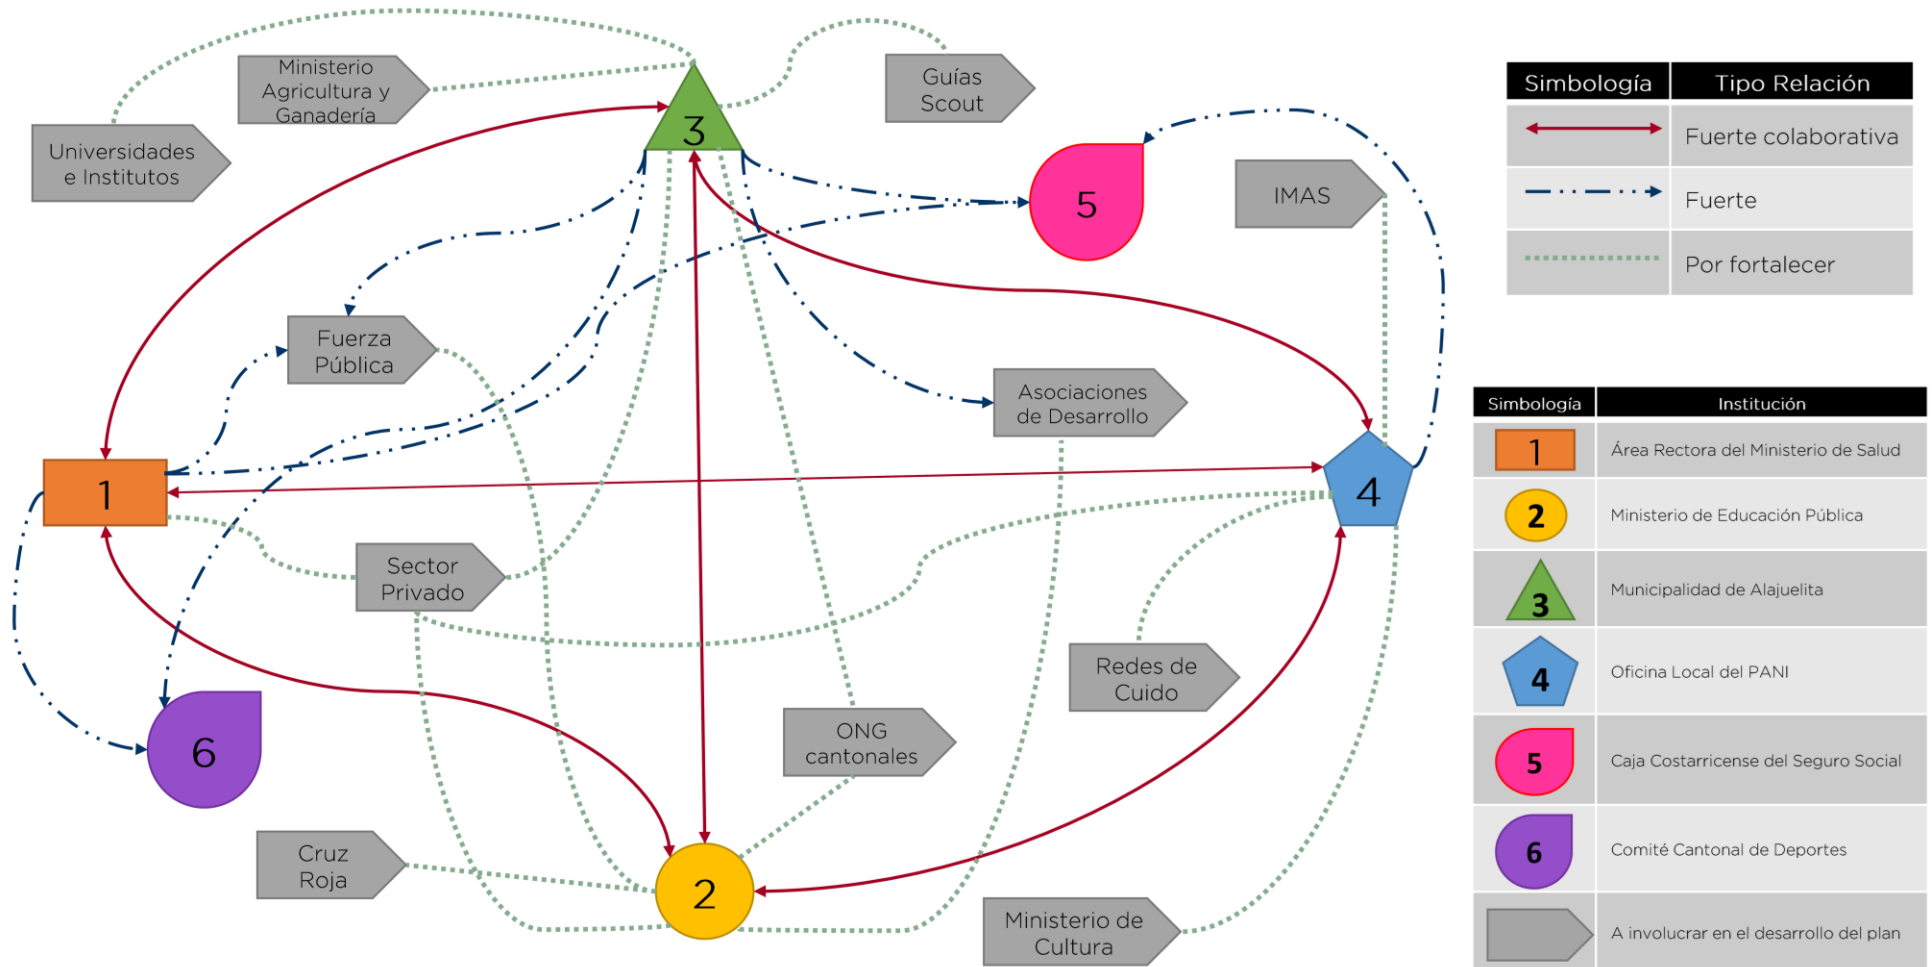 Ministerio
Agricultura y
Ganadería
Guías
Scout
Universidades
e Institutos
3
5
IMAS
Fuerza
Pública
Asociaciones
de Desarrollo
1
4
Sector
Privado
Redes de
Cuido
6
ONG
cantonales
Cruz
Roja
2
Ministerio de
Cultura
Simbología Tipo Relación
Fuerte colaborativa
Fuerte
Por fortalecer
Simbología Institución
1 Área Rectora del Ministerio de Salud
2 Ministerio de Educación Pública
3 Municipalidad de Alajuelita
4 Oficina Local del PANI
5 Caja Costarricense del Seguro Social
6 Comité Cantonal de Deportes
A involucrar en el desarrollo del plan